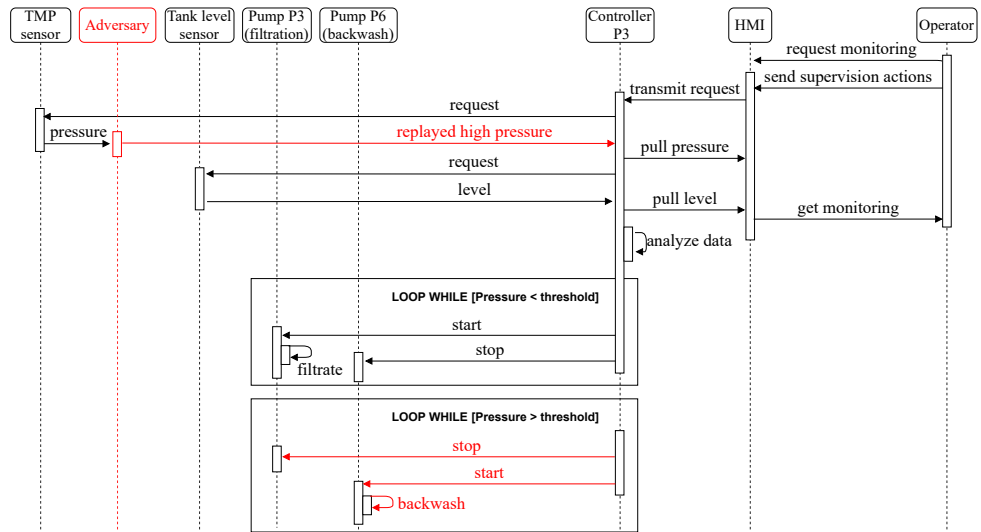 TMP
sensor
Adversary
Tank level
sensor
Pump P3
(filtration)
Pump P6
(backwash)
Controller
P3
HMI
Operator
request monitoring
send supervision actions
transmit request
request
pressure
replayed high pressure
pull pressure
request
level
pull level
get monitoring
analyze data
LOOP WHILE [Pressure < threshold]
start
stop
filtrate
LOOP WHILE [Pressure > threshold]
stop
start
backwash